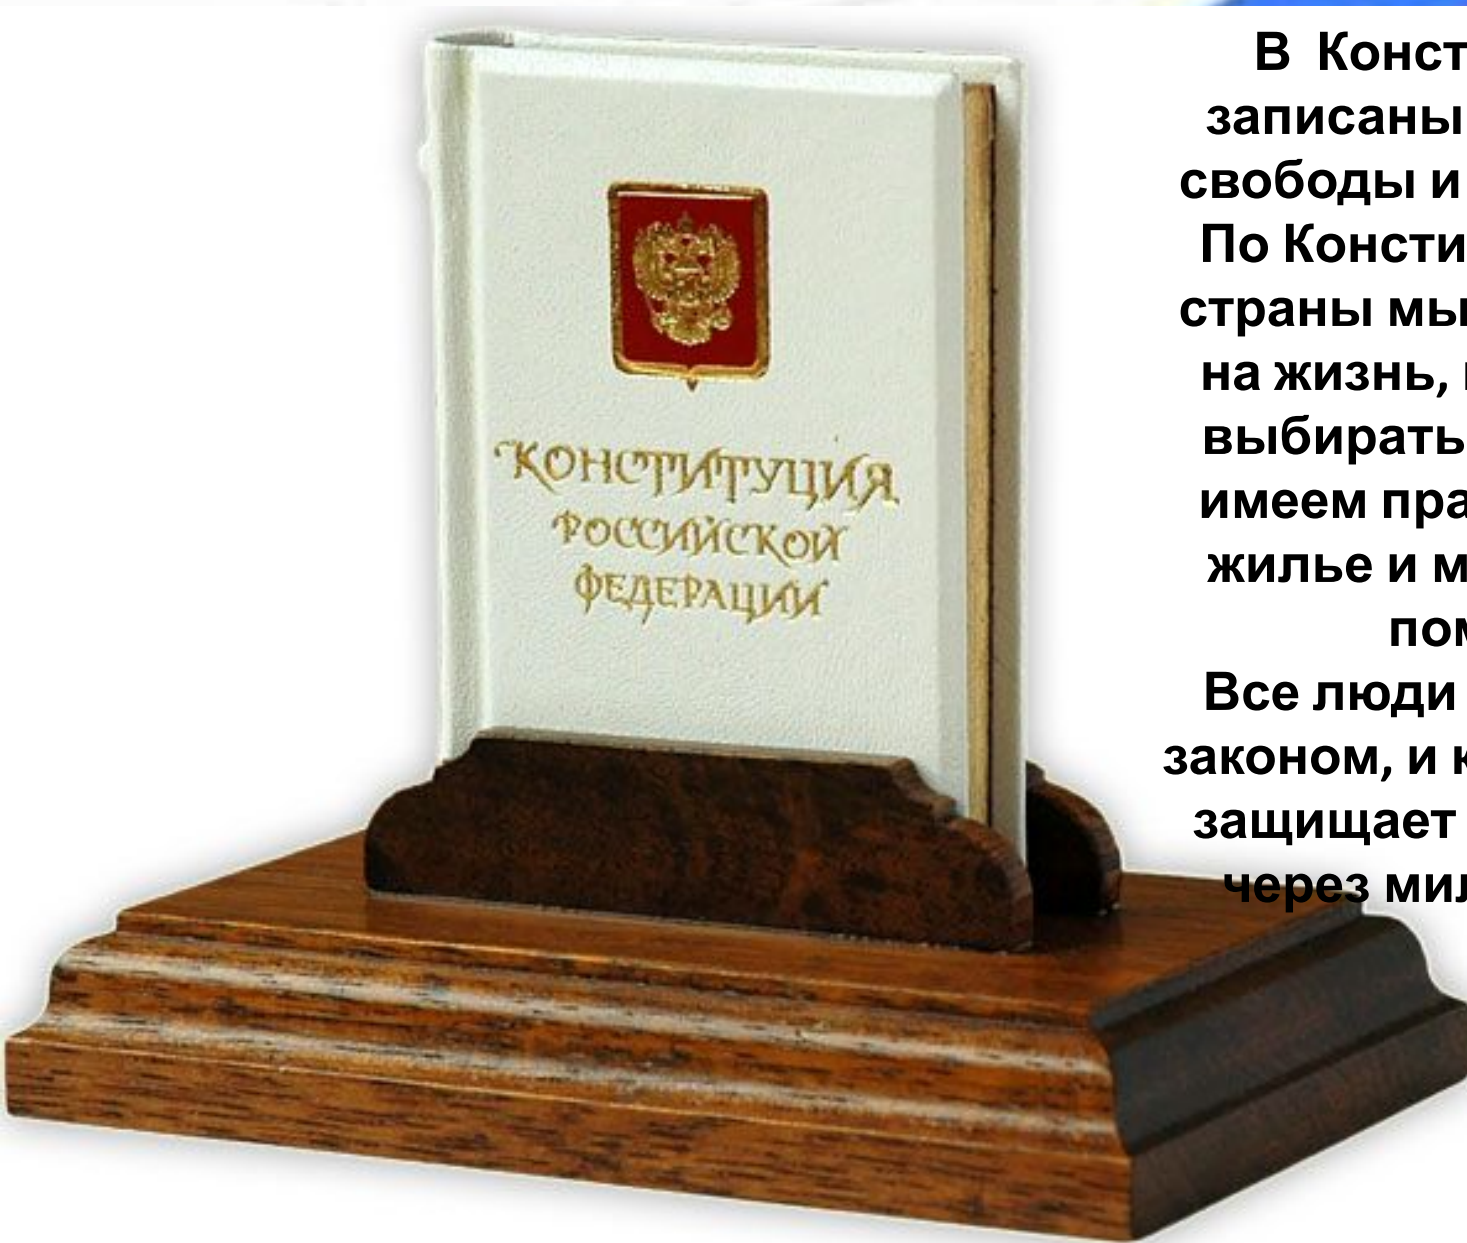 КОНСТИТУЦИЯ
РОССИЙСКОЙ
ФЕДЕРАЦИИ
В Конст
записаны
свободы и
По Консти
страны мы
на жизнь,
выбирать
имеем пра
жилье и м
пом
Все люди
законом, и к
защищает
через мил